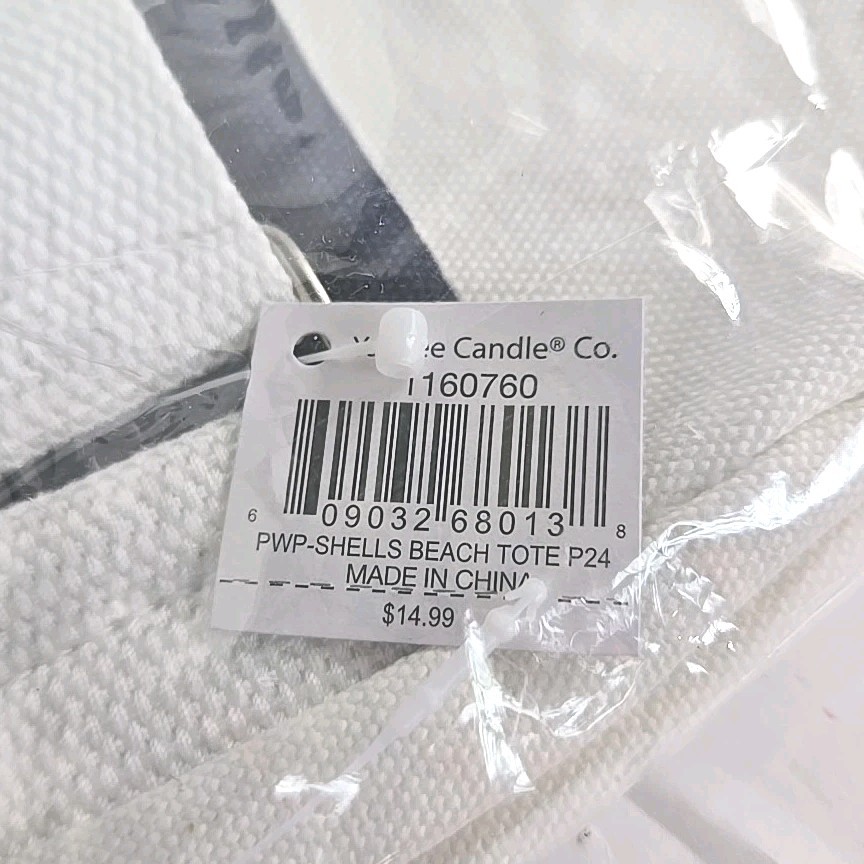 Candle® Co.
1160760
6 09032 68013 8
PWP-SHELLS BEACH TOTE P24
MADE IN CHINA
$14.99